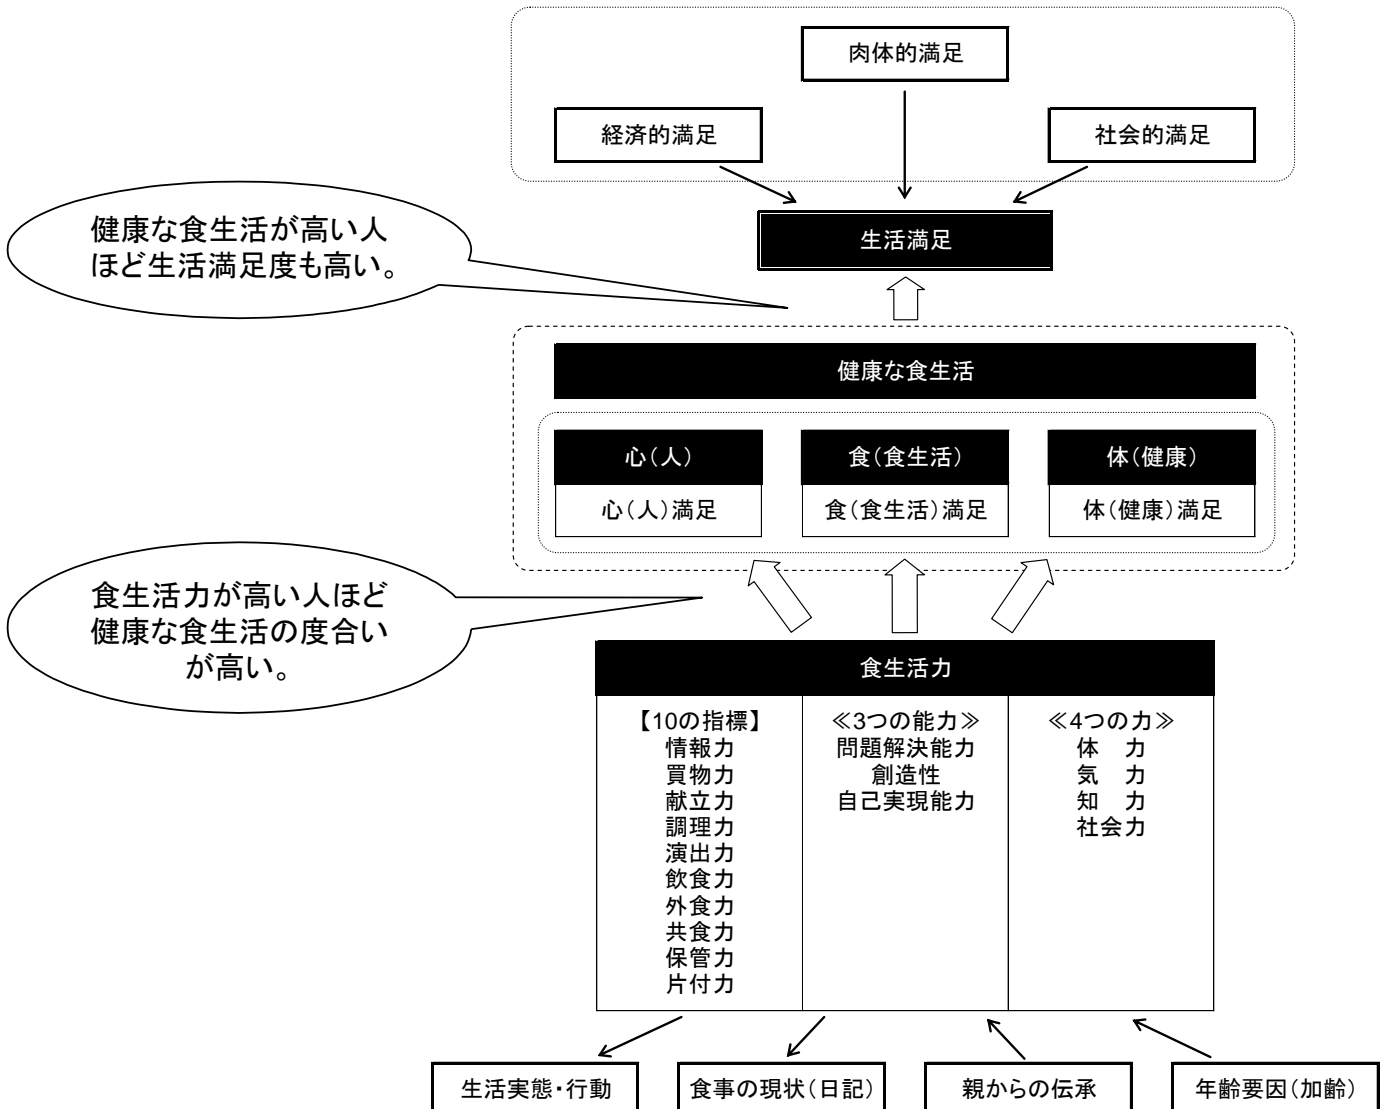 肉体的満足
経済的満足
社会的満足
生活満足
健康な食生活が高い人
ほど生活満足度も高い。
健康な食生活
心(人)
食(食生活)
体(健康)
心(人)満足
食(食生活)満足
体(健康)満足
食生活力が高い人ほど
健康な食生活の度合い
が高い。
食生活力
【10の指標】
情報力
買物力
献立力
調理力
演出力
飲食力
外食力
共食力
保管力
片付力
≪3つの能力≫
問題解決能力
創造性
自己実現能力
≪4つの力≫
体　力
気　力
知　力
社会力
生活実態・行動
食事の現状(日記)
親からの伝承
年齢要因(加齢)